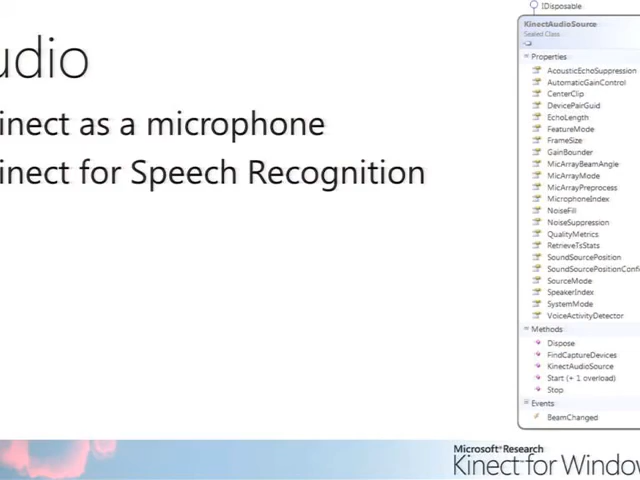 udio
inect as a microphone
inect for Speech Recognition
IDisposable
KinectAudioSource
Sealed Class
Properties
AcousticEchoSuppression
AutomaticGainControl
CenterClip
DevicePairGuid
EchoLength
FeatureMode
FrameSize
GainBounder
MicArrayBeamAngle
MicArrayMode
MicArrayPreprocess
MicrophoneIndex
NoiseFill
NoiseSuppression
QualityMetrics
RetrieveTsStats
SoundSourcePosition
SoundSourcePositionConfi
SourceMode
SpeakerIndex
SystemMode
VoiceActivityDetector
Methods
Dispose
FindCaptureDevices
KinectAudioSource
Start (+ 1 overload)
Stop
Events
BeamChanged
Microsoft® Research
Kinect for Window